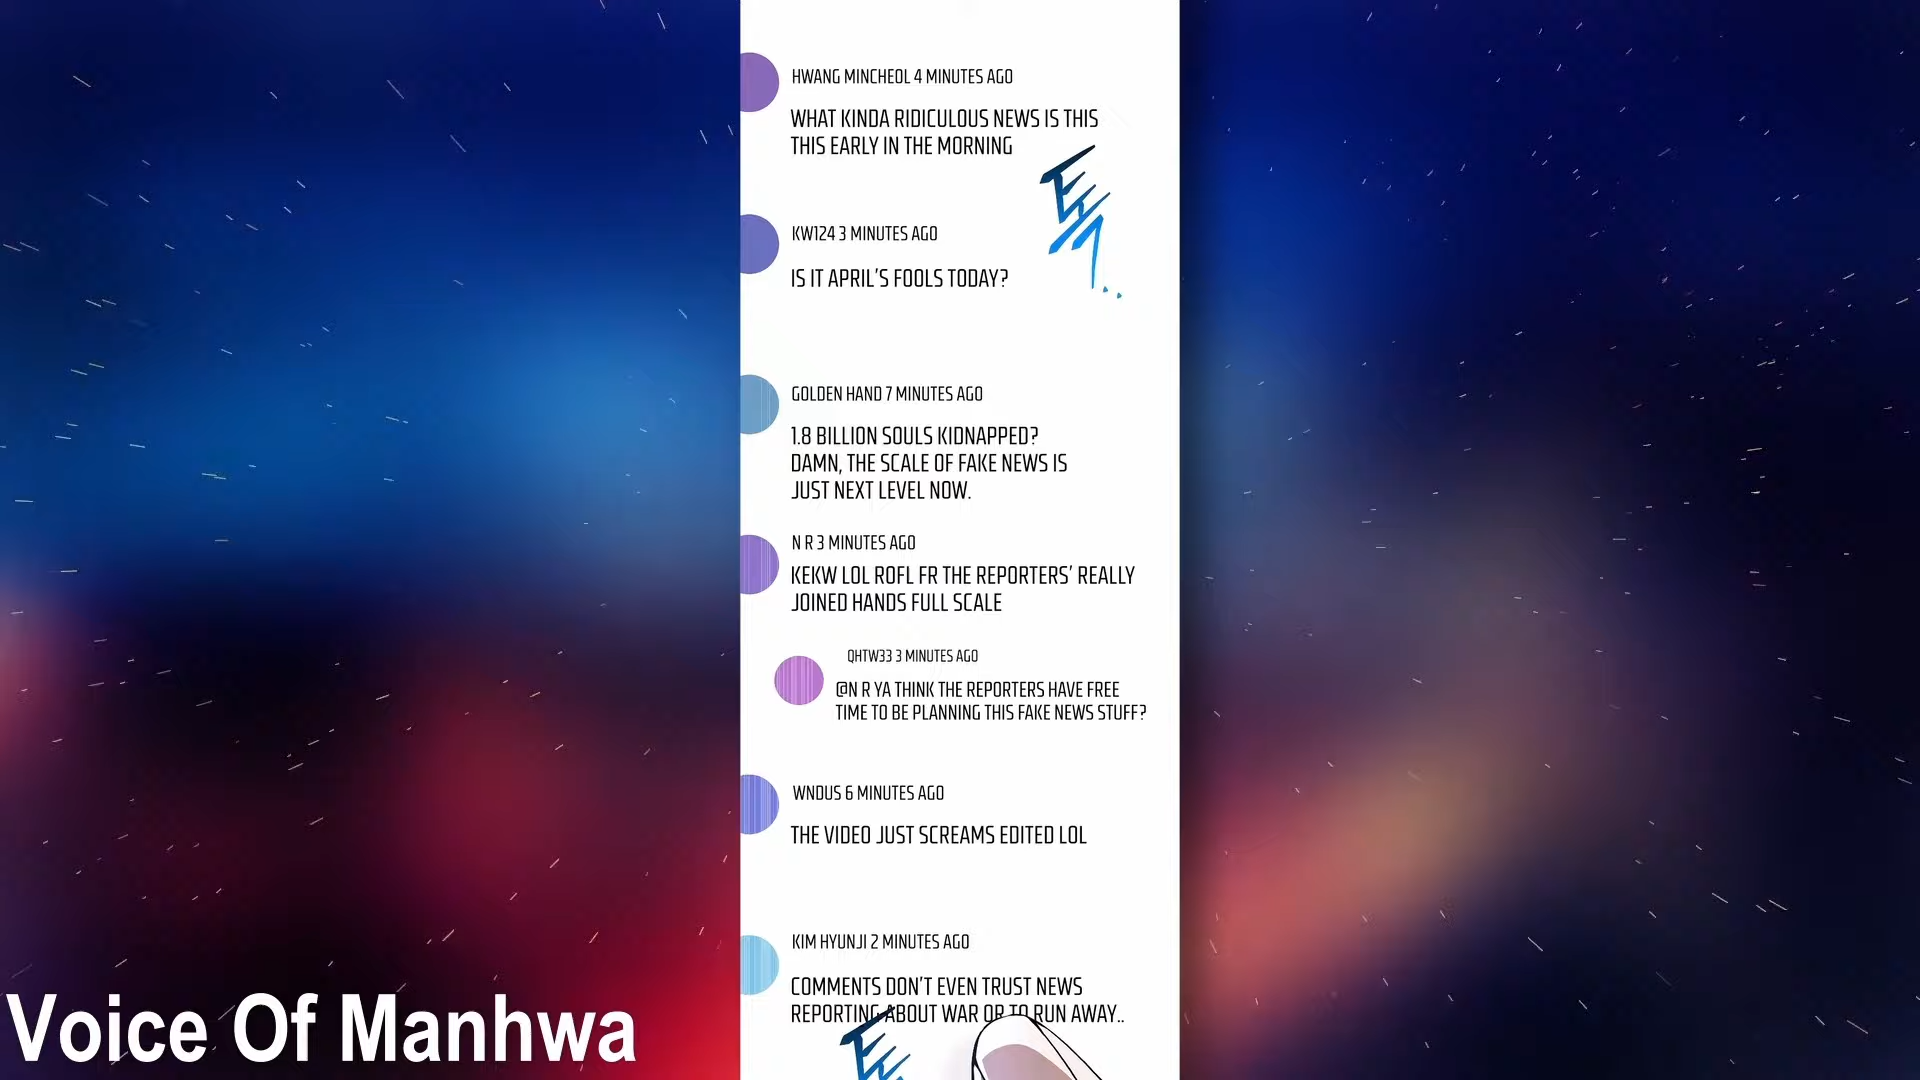 HWANG MINCHEOL 4 MINUTES AGO
WHAT KINDA RIDICULOUS NEWS IS THIS
THIS EARLY IN THE MORNING
KW124 3 MINUTES AGO
IS IT APRIL'S FOOLS TODAY?
GOLDEN HAND 7 MINUTES AGO
1.8 BILLION SOULS KIDNAPPED?
DAMN, THE SCALE OF FAKE NEWS IS
JUST NEXT LEVEL NOW.
N R 3 MINUTES AGO
KEKW LOL ROFL FR THE REPORTERS' REALLY
JOINED HANDS FULL SCALE
QHTW33 3 MINUTES AGO
@N R YA THINK THE REPORTERS HAVE FREE
TIME TO BE PLANNING THIS FAKE NEWS STUFF?
WNDUS 6 MINUTES AGO
THE VIDEO JUST SCREAMS EDITED LOL
KIM HYUNJI 2 MINUTES AGO
COMMENTS DON'T EVEN TRUST NEWS
REPORTING ABOUT WAR OR TO RUN AWAY..
Voice Of Manhwa